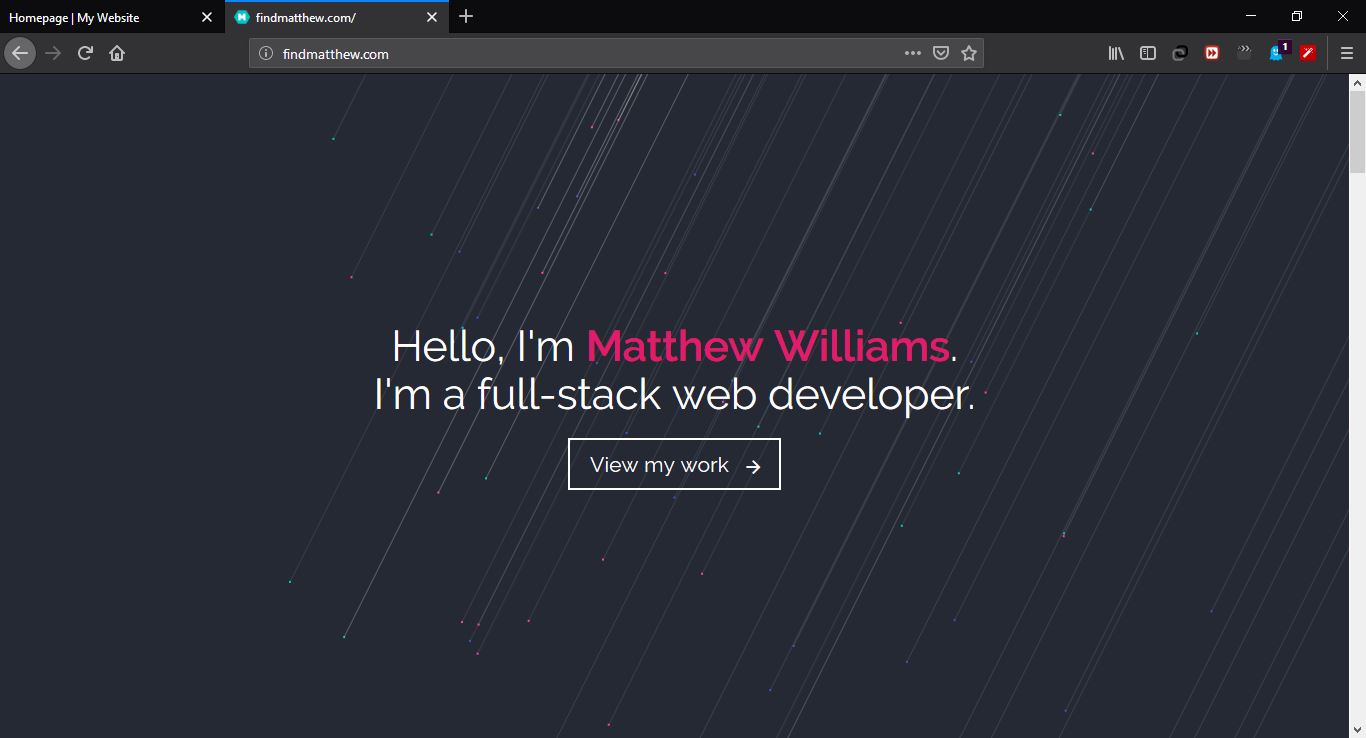 Homepage | My Website
M findmatthew.com/
findmatthew.com
1
Hello, I'm Matthew Williams.
I'm a full-stack web developer.
View my work →